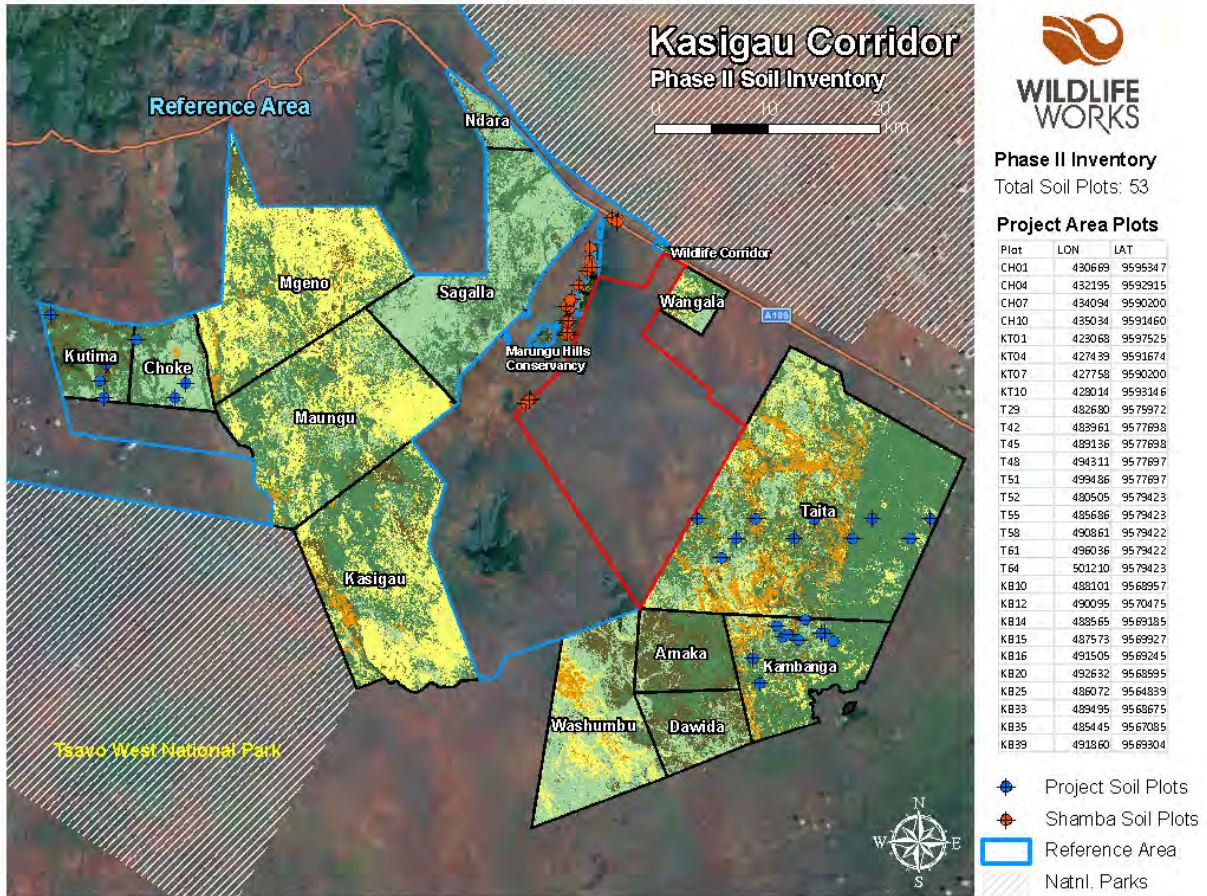 Kasigau Corridor
Phase II Soil Inventory
0 10 20
Km
Reference Area
Ndara
Wildlife Corridor
Mgeno
Sagalla
Wangala
A109
Kutima
Choke
Marungu Hills
Conservancy
Maungu
Taita
Kasigau
Amaka
Kambanga
Washumbu
Dawida
Tsavo West National Park
N
W E
S
WILDLIFE
WORKS
Phase II Inventory
Total Soil Plots: 53
Project Area Plots
Plot LON LAT
CH01 430669 9595347
CH04 432195 9592915
CH07 434094 9590200
CH10 435034 9591460
KT01 423068 9597525
KT04 427439 9591674
KT07 427758 9590200
KT10 428014 9593146
T29 482680 9575972
T42 483961 9577698
T45 489136 9577698
T48 494311 9577697
T51 499486 9577697
T52 480505 9579423
T55 485686 9579423
T58 490861 9579422
T61 496036 9579422
T64 501210 9579423
KB10 488101 9568957
KB12 490095 9570475
KB14 488565 9569185
KB15 487573 9569927
KB16 491505 9569245
KB20 492632 9568595
KB25 486072 9564839
KB33 489495 9568675
KB35 485445 9567085
KB39 491860 9569304
Project Soil Plots
Shamba Soil Plots
Reference Area
Natnl. Parks